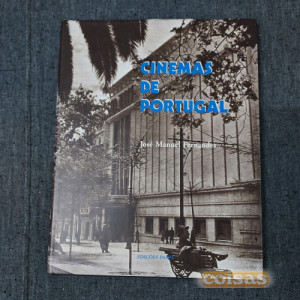 CINEMAS
DE
PORTUGAL
José Manuel Fernandes
coisas